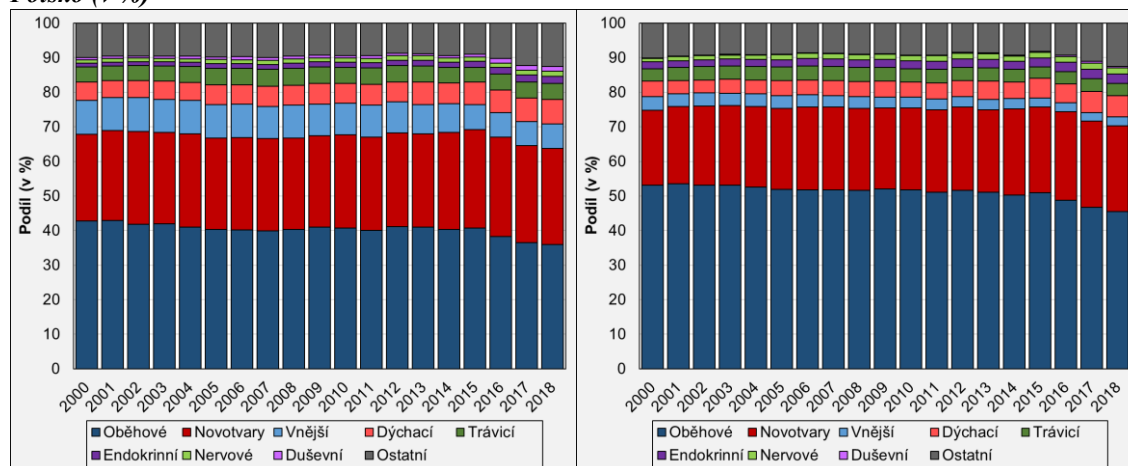 Polsko (v %)
100
90
80
70
60
50
40
30
20
10
0
Podíl (v %)
2000 2001 2002 2003 2004 2005 2006 2007 2008 2009 2010 2011 2012 2013 2014 2015 2016 2017 2018
Oběhové Novotvary Vnější Dýchací Trávicí
Endokrinní Nervové Duševní Ostatní
100
90
80
70
60
50
40
30
20
10
0
Podíl (v %)
2000 2001 2002 2003 2004 2005 2006 2007 2008 2009 2010 2011 2012 2013 2014 2015 2016 2017 2018
Oběhové Novotvary Vnější Dýchací Trávicí
Endokrinní Nervové Duševní Ostatní